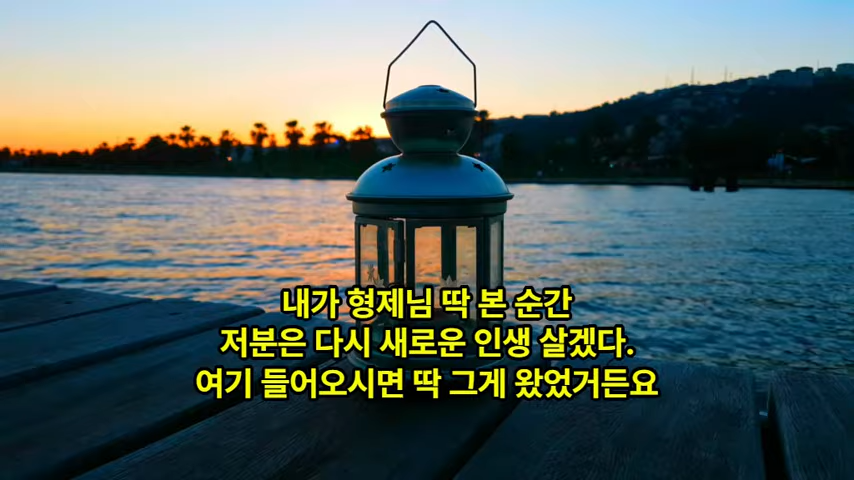 내가 형제님 딱 본 순간
저분은 다시 새로운 인생 살겠다.
여기 들어오시면 딱 그게 왔었거든요